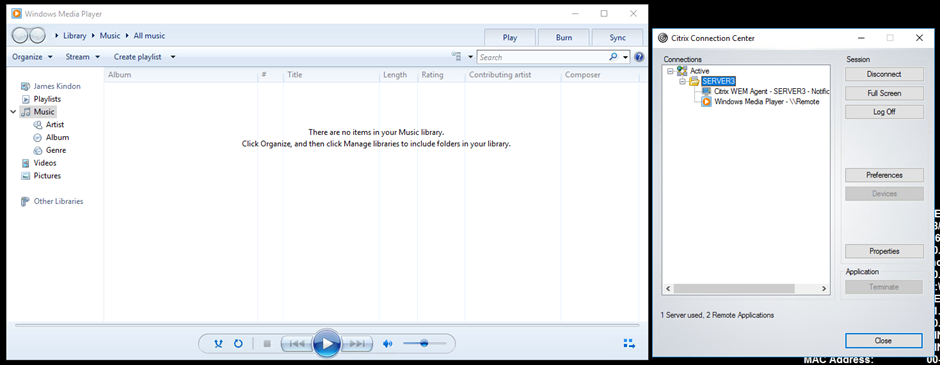 Windows Media Player
Library Music All music
Play Burn Sync
Organize Stream Create playlist
Search
Album # Title Length Rating Contributing artist Composer
James Kindon
Playlists
Music
Artist
Album
Genre
Videos
Pictures
Other Libraries
There are no items in your Music library.
Click Organize, and then click Manage libraries to include folders in your library.
Citrix Connection Center
Connections
Active
SERVER3
Citrix WEM Agent - SERVER3 - Notific
Windows Media Player - \\Remote
Session
Disconnect
Full Screen
Log Off
Preferences
Devices
Properties
Application
Terminate
1 Server used, 2 Remote Applications
Close
MAC Address: 00-